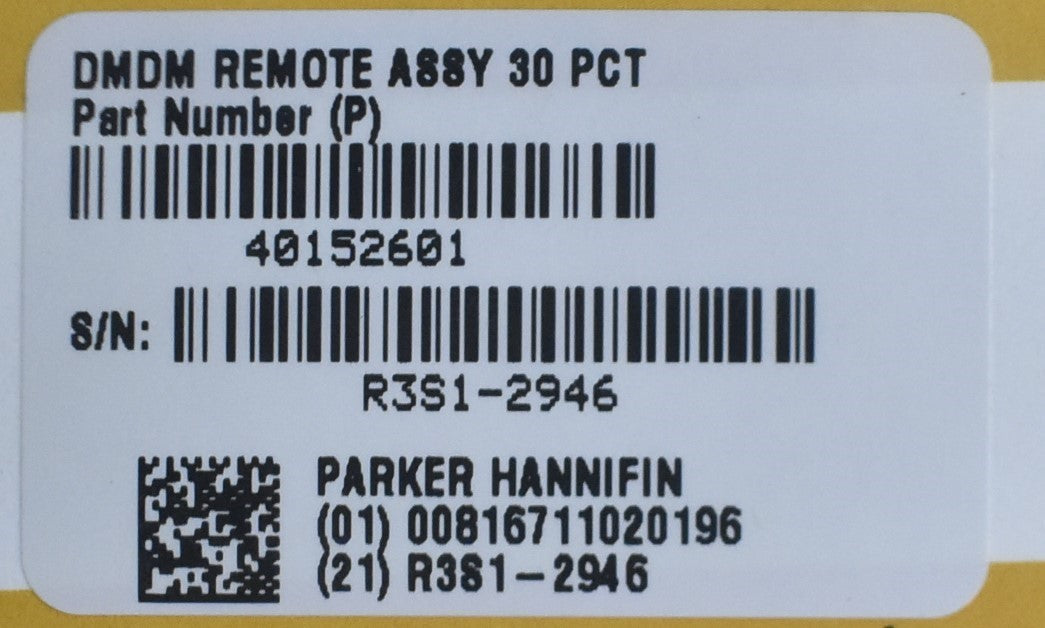 DMDM REMOTE ASSY 30 PCT
Part Number (P)
40152601
S/N:
R3S1-2946
PARKER HANNIFIN
(01) 00816711020196
(21) R3S1-2946